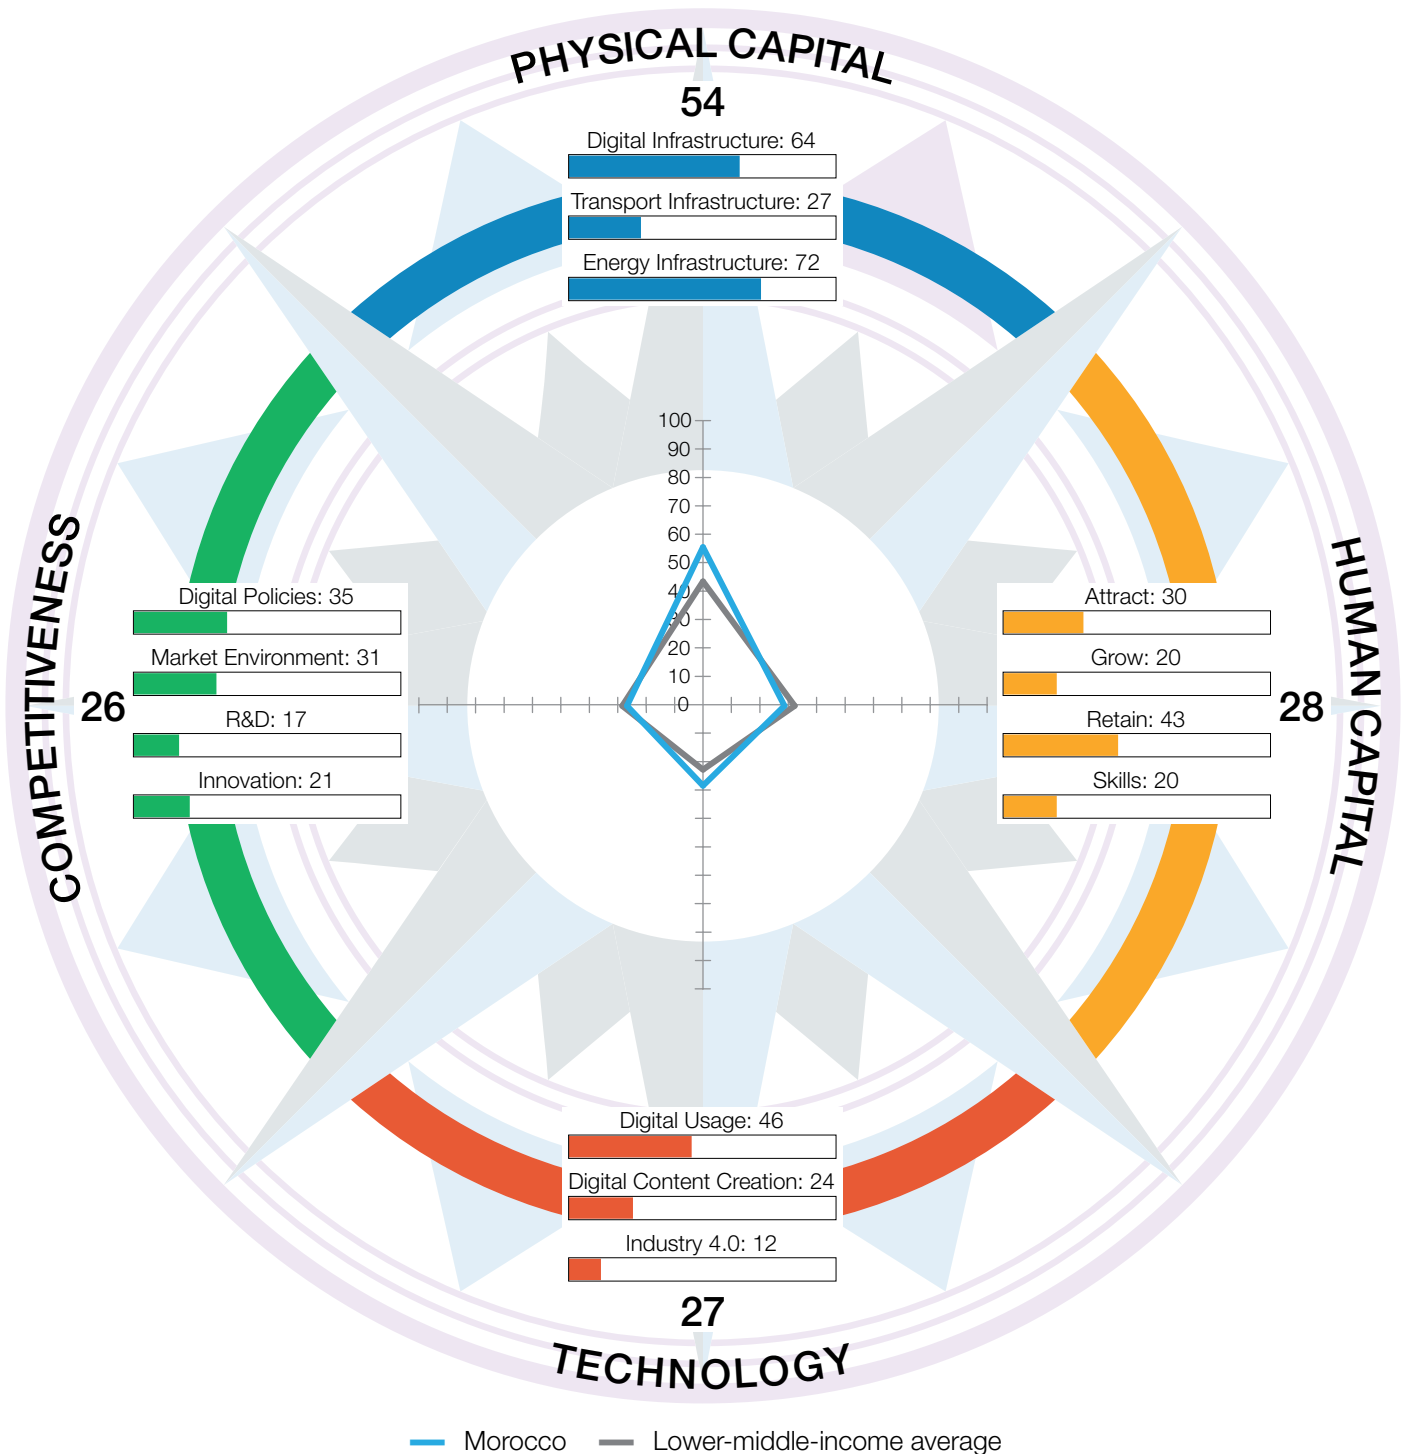 PHYSICAL CAPITAL
54
Digital Infrastructure: 64
Transport Infrastructure: 27
Energy Infrastructure: 72
100
90
80
70
60
50
40
30
20
10
0
COMPETITIVENESS
26
Digital Policies: 35
Market Environment: 31
R&D: 17
Innovation: 21
HUMAN CAPITAL
28
Attract: 30
Grow: 20
Retain: 43
Skills: 20
Digital Usage: 46
Digital Content Creation: 24
Industry 4.0: 12
27
TECHNOLOGY
Morocco
Lower-middle-income average